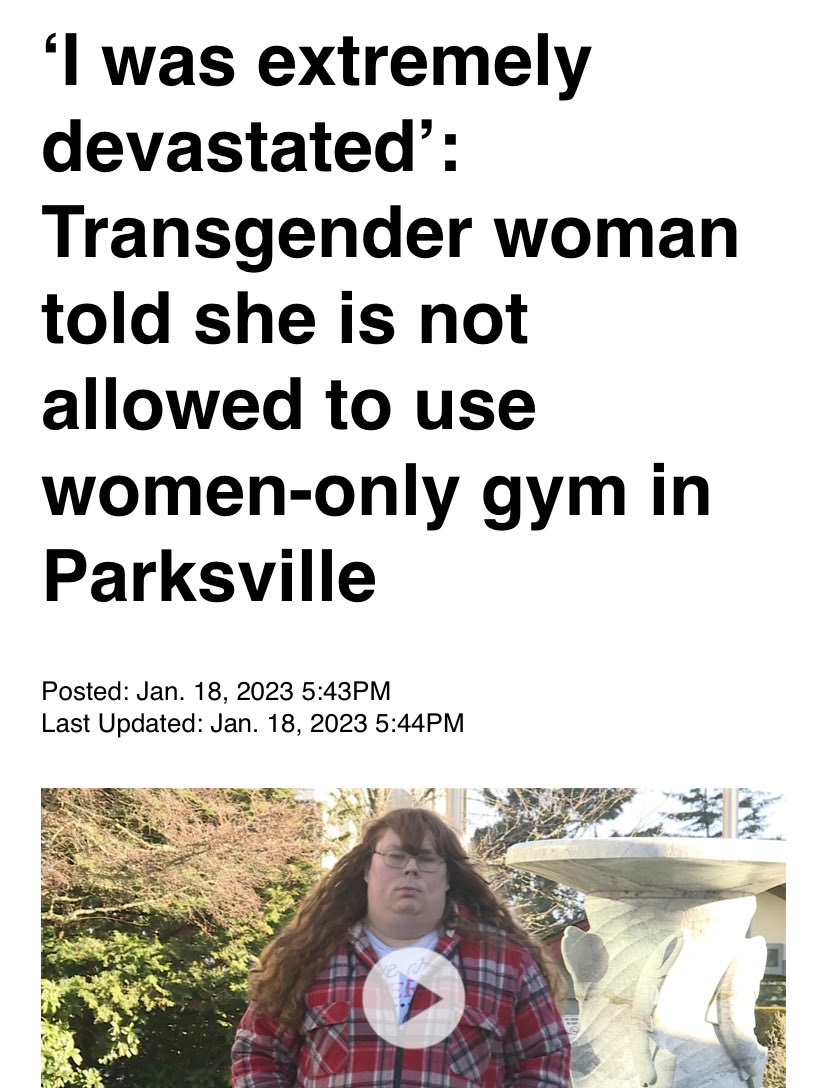 ‘I was extremely
devastated’:
Transgender woman
told she is not
allowed to use
women-only gym in
Parksville
Posted: Jan. 18, 2023 5:43PM
Last Updated: Jan. 18, 2023 5:44PM